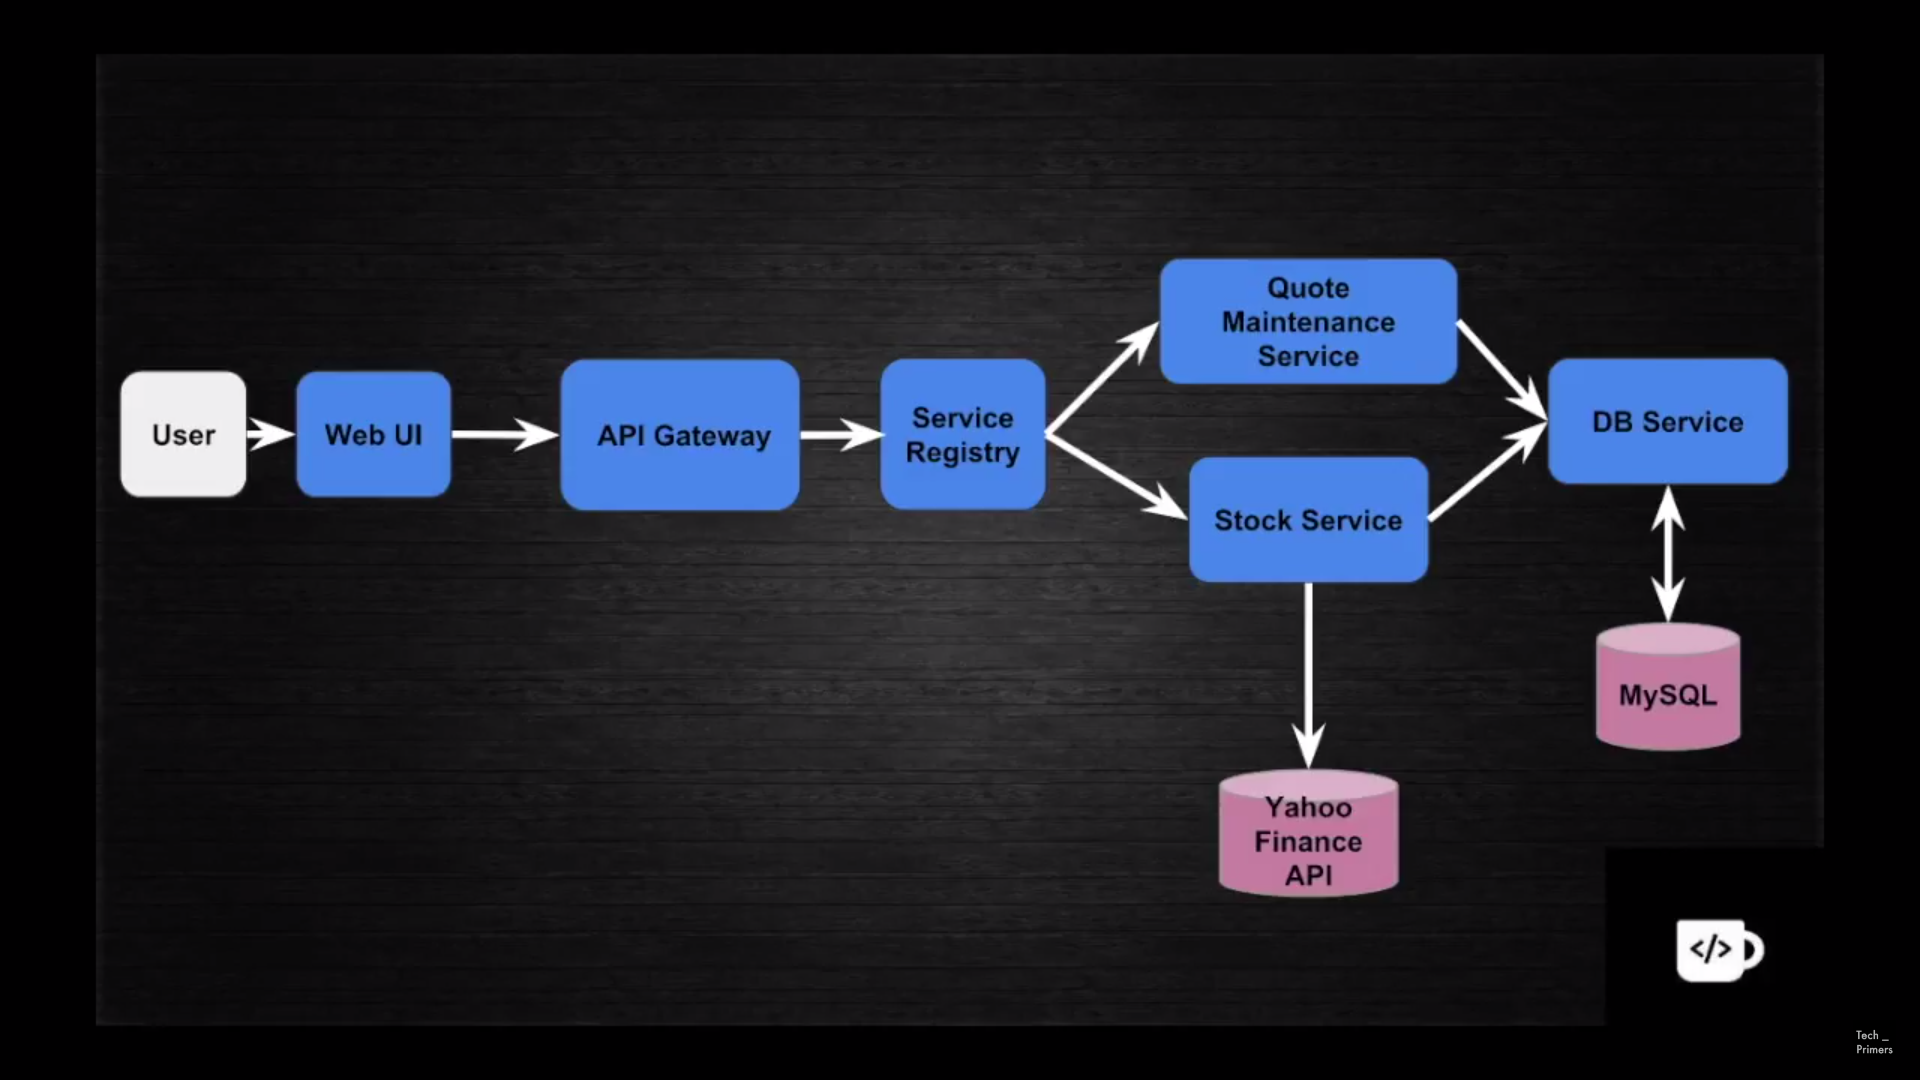 Quote
Maintenance
Service
User
Web UI
API Gateway
Service
Registry
DB Service
Stock Service
MySQL
Yahoo
Finance
API
</>
Tech _
Primers